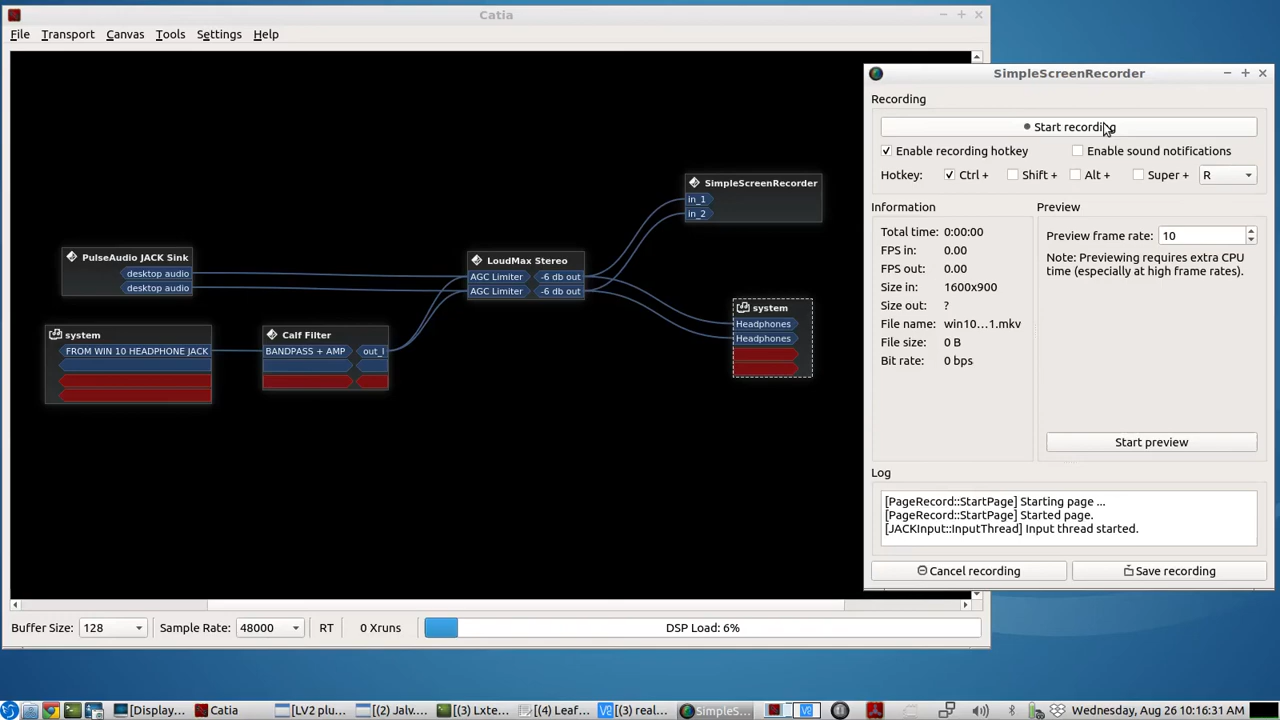 Catia
File Transport Canvas Tools Settings Help
SimpleScreenRecorder
Recording
Start recording
Enable recording hotkey Enable sound notifications
Hotkey: Ctrl + Shift + Alt + Super + R
Information
Total time: 0:00:00
FPS in: 0.00
FPS out: 0.00
Size in: 1600x900
Size out: ?
File name: win10...1.mkv
File size: 0 B
Bit rate: 0 bps
Preview
Preview frame rate: 10
Note: Previewing requires extra CPU
time (especially at high frame rates).
Start preview
Log
[PageRecord::StartPage] Starting page ...
[PageRecord::StartPage] Started page.
[JACKInput::InputThread] Input thread started.
Cancel recording Save recording
SimpleScreenRecorder
in_1
in_2
PulseAudio JACK Sink
desktop audio
desktop audio
LoudMax Stereo
AGC Limiter -6 db out
AGC Limiter -6 db out
system
Headphones
Headphones
system
FROM WIN 10 HEADPHONE JACK
Calf Filter
BANDPASS + AMP out_l
Buffer Size: 128 Sample Rate: 48000 RT 0 Xruns DSP Load: 6%
[Display... Catia [LV2 plu... [(2) Jalv.... [(3) Lxte... [(4) Leaf... [(3) real... SimpleS... Wednesday, Aug 26 10:16:31 AM